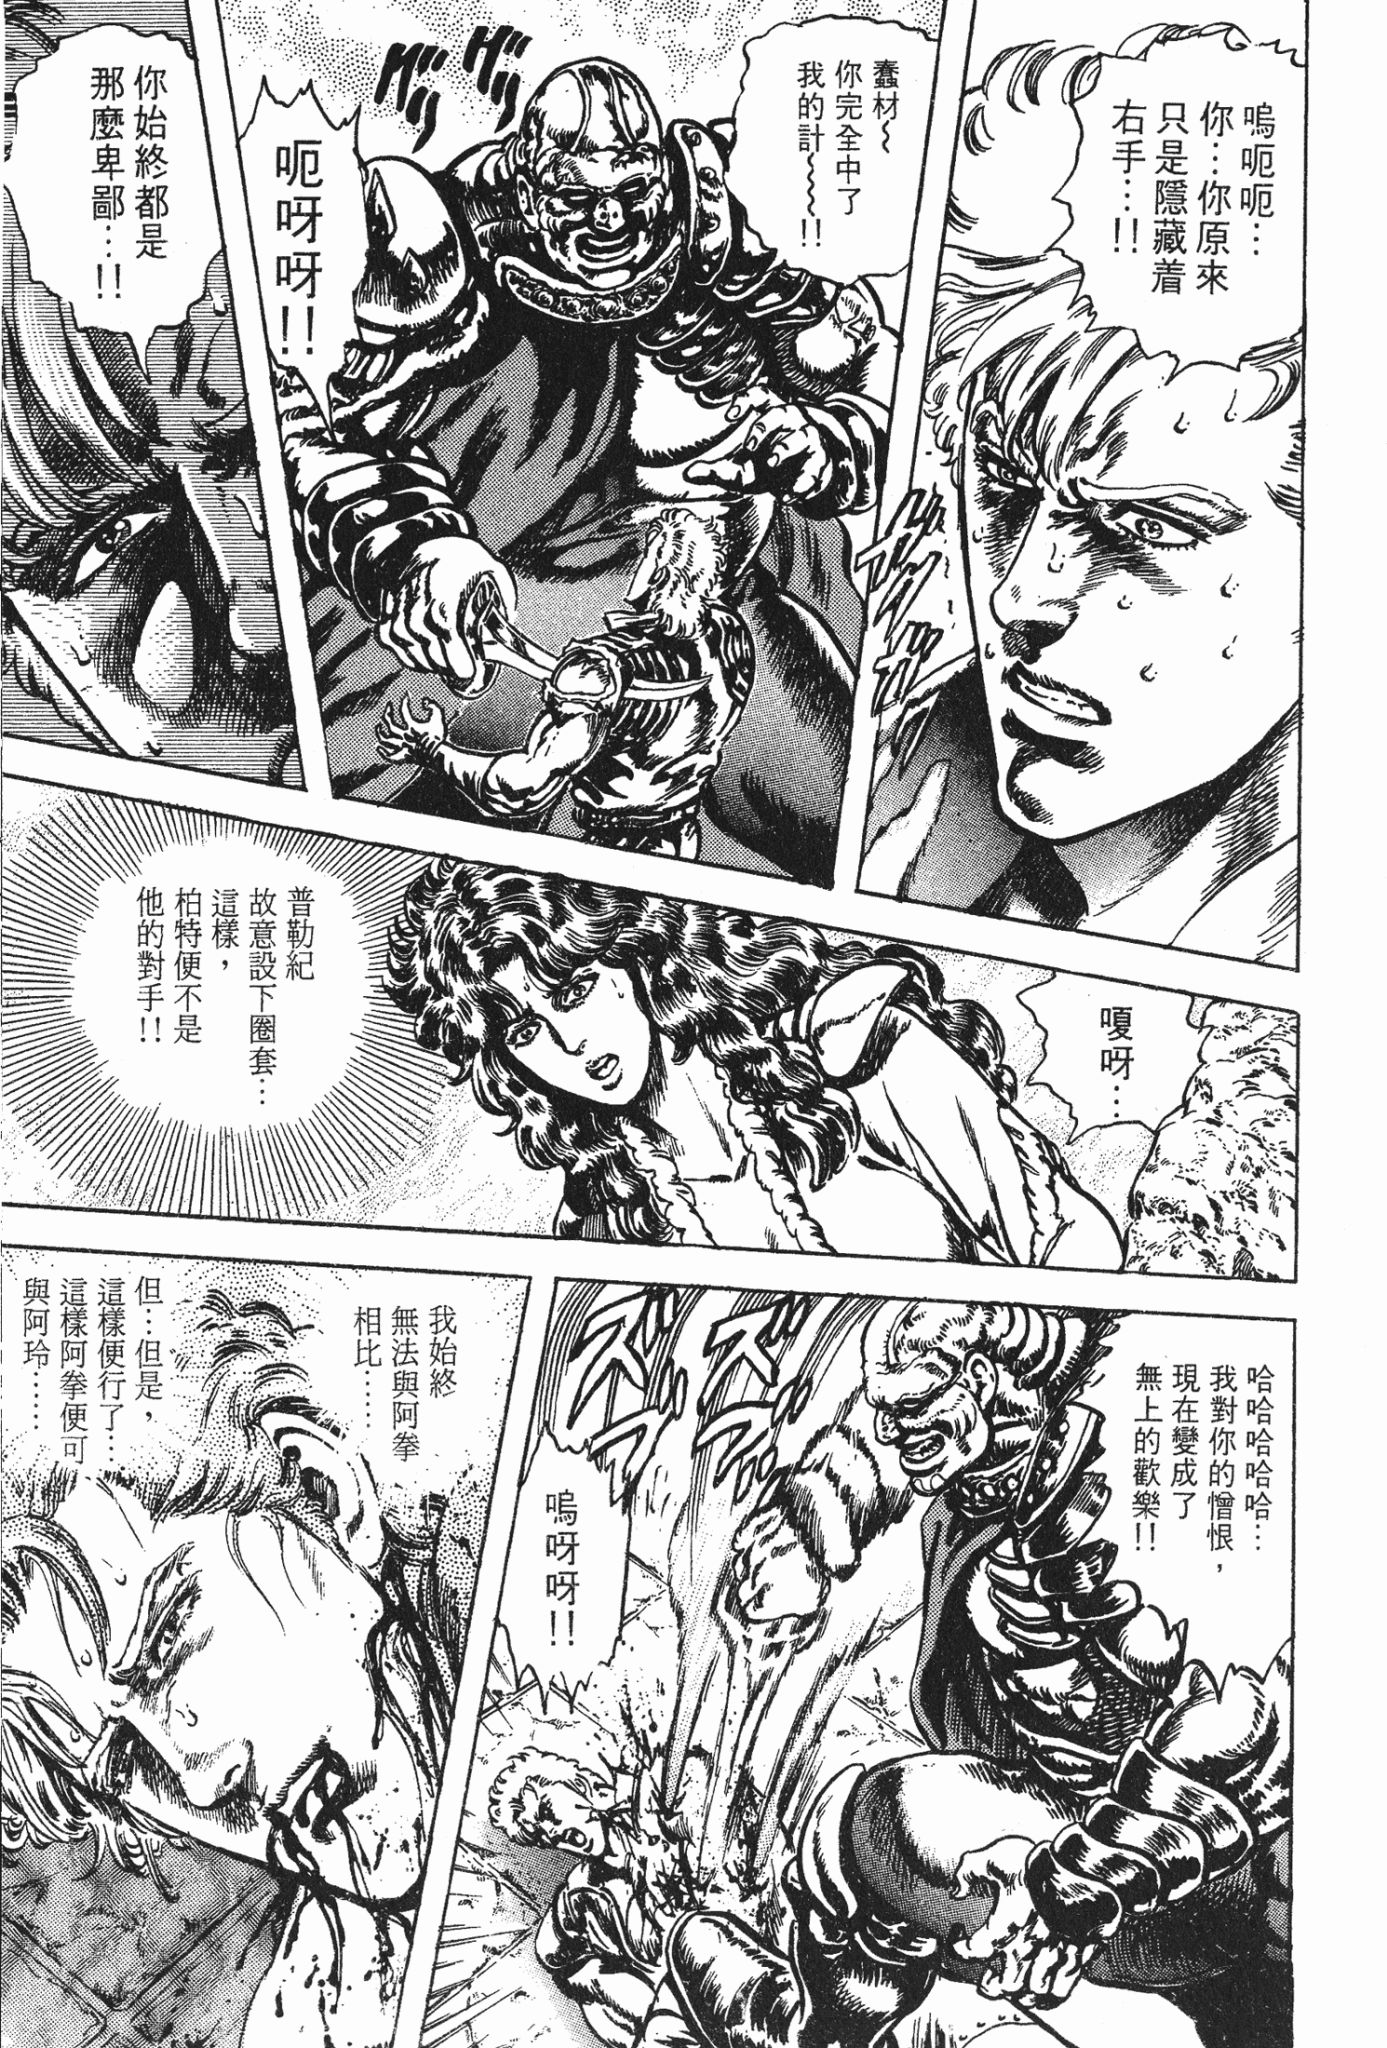 嗚呃呃…
你…你原來
只是隱藏着
右手…!!
蠢材~
你完全中了
我的計~~!!
呃呀呀!!
你始終都是
那麼卑鄙…!!
嗄呀…
普勒紀
故意設下圈套…
這樣，
柏特便不是
他的對手!!
哈哈哈哈哈…
我對你的憎恨，
現在變成了
無上的歡樂!!
嗚呀呀!!
我始終
無法與阿拳
相比……
但…但是，
這樣便行了…
這樣阿拳便可
與阿玲……